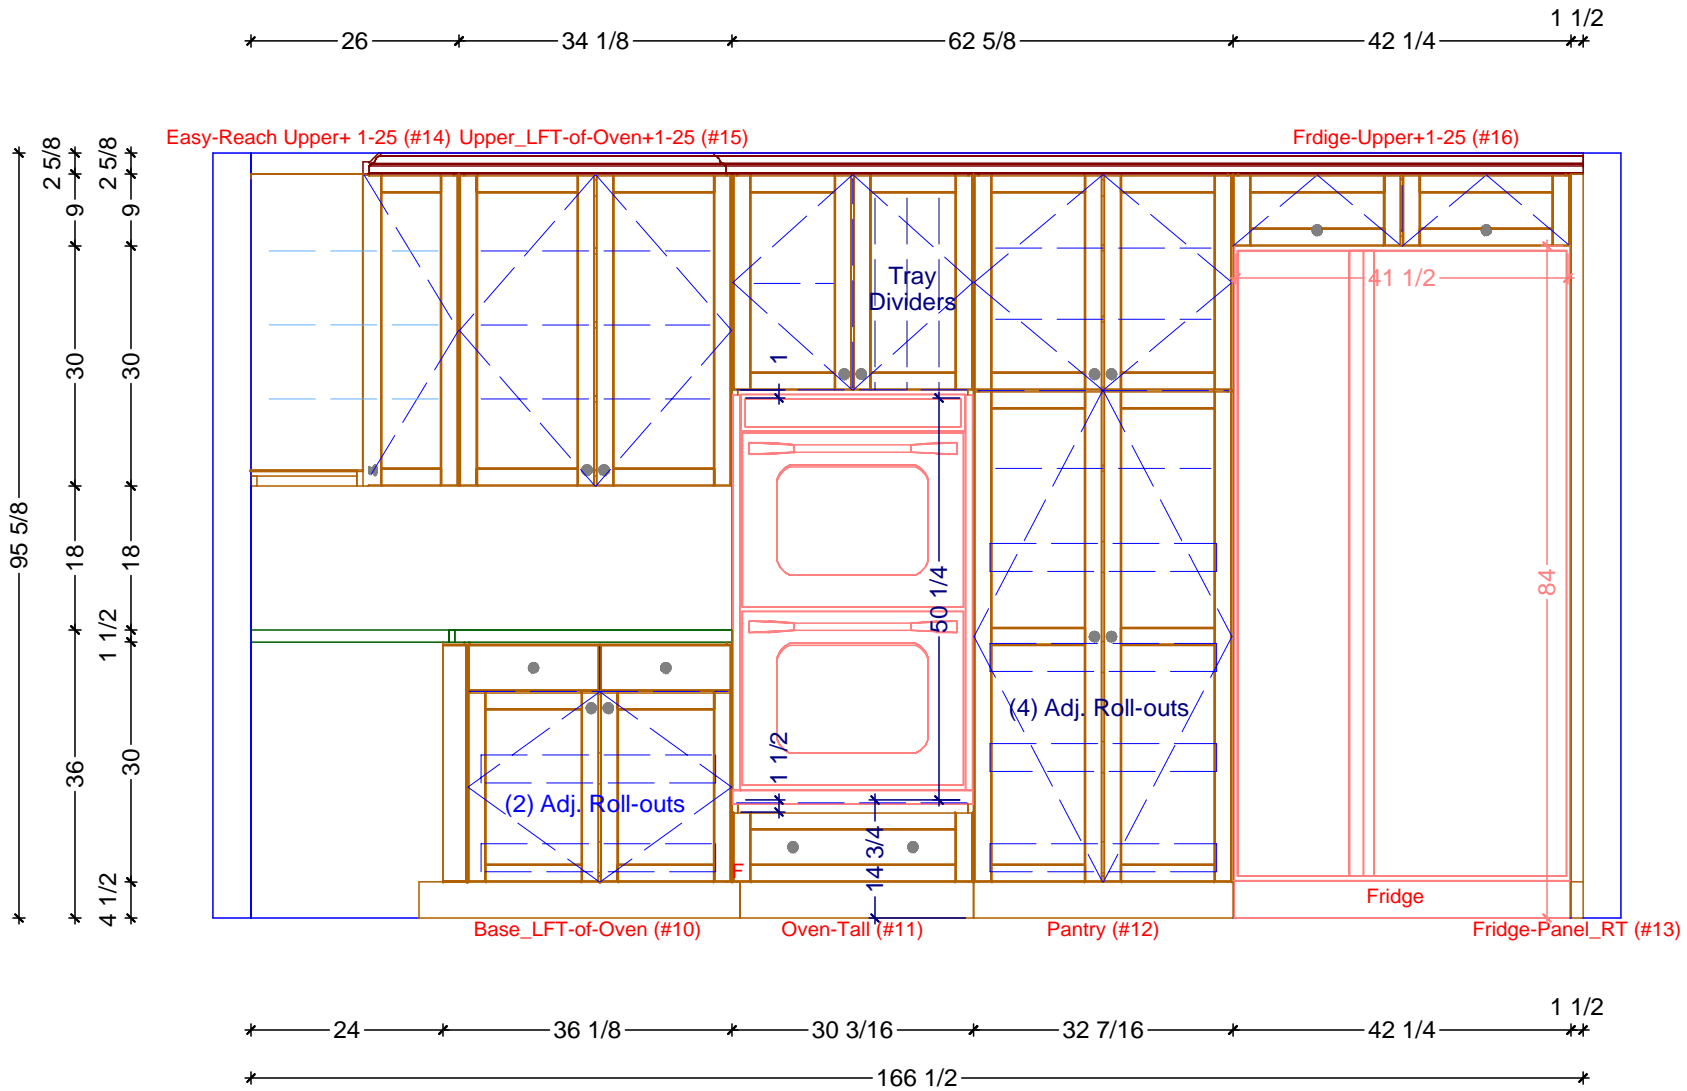 1 1/2
26
34 1/8
62 5/8
42 1/4
Easy-Reach Upper+ 1-25 (#14)
Upper_LFT-of-Oven+1-25 (#15)
Frdige-Upper+1-25 (#16)
2 5/8
2 5/8
9
9
30
30
18
18
1 1/2
36
30
4 1/2
95 5/8
Tray
Dividers
41 1/2
1
50 1/4
84
(4) Adj. Roll-outs
1 1/2
(2) Adj. Roll-outs
14 3/4
F
Fridge
Base_LFT-of-Oven (#10)
Oven-Tall (#11)
Pantry (#12)
Fridge-Panel_RT (#13)
1 1/2
24
36 1/8
30 3/16
32 7/16
42 1/4
166 1/2